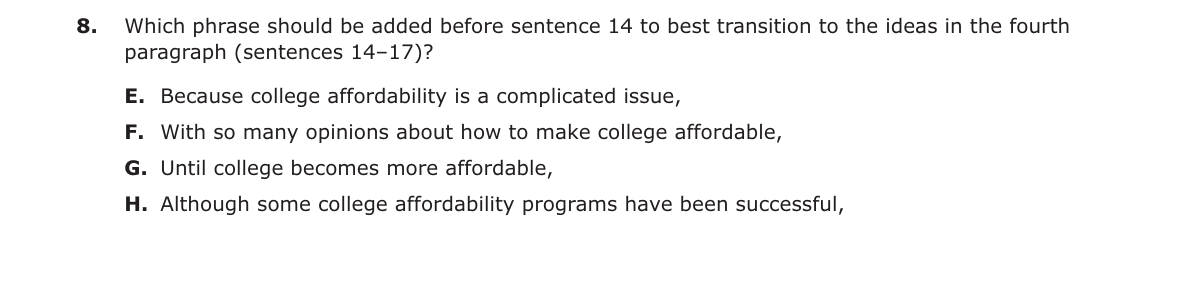 8. Which phrase should be added before sentence 14 to best transition to the ideas in the fourth
paragraph (sentences 14–17)?
E. Because college affordability is a complicated issue,
F. With so many opinions about how to make college affordable,
G. Until college becomes more affordable,
H. Although some college affordability programs have been successful,